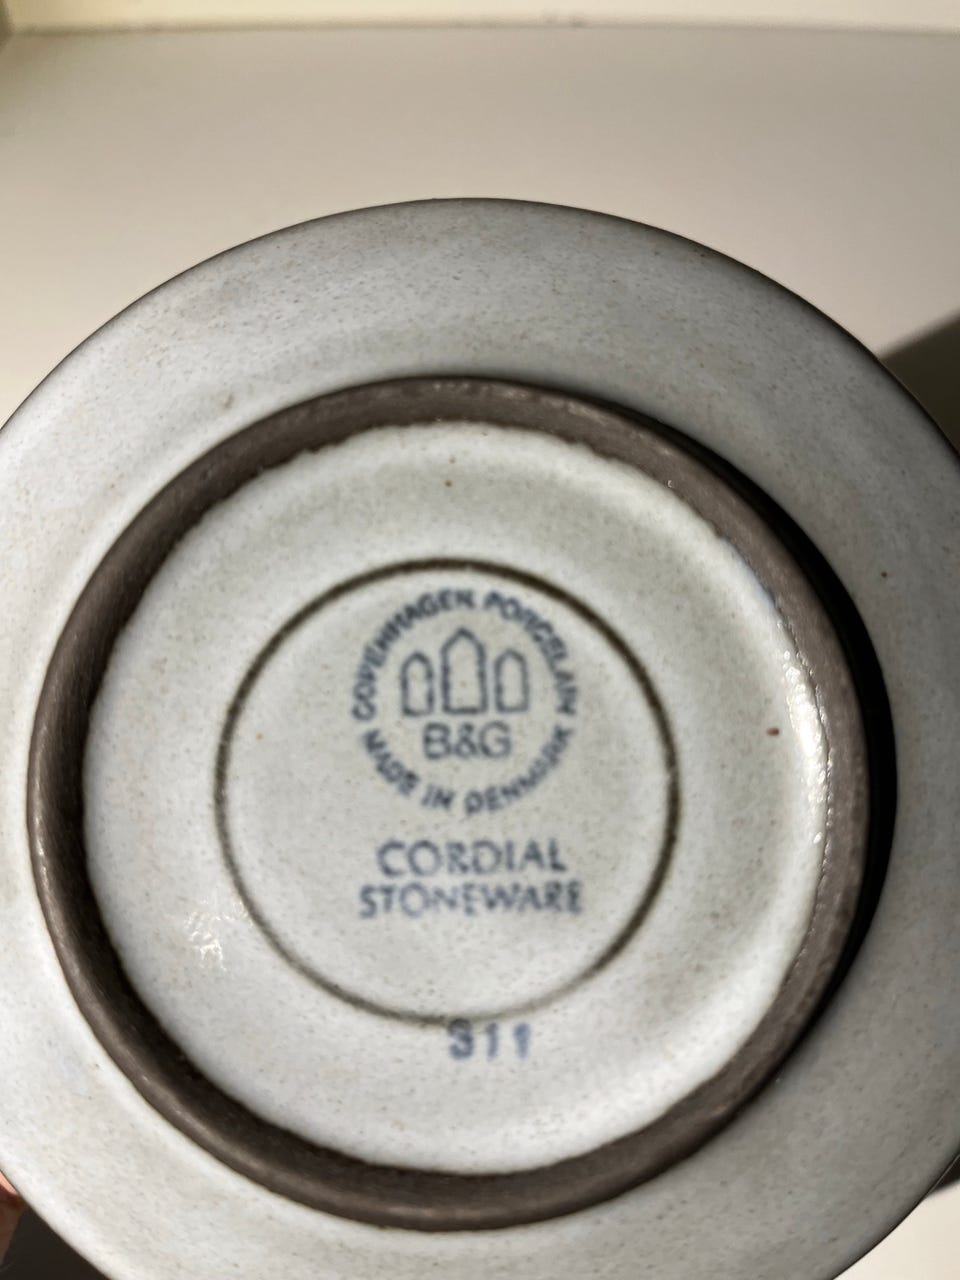 COPENHAGEN PORCELAIN
MADE IN DENMARK
B&G
CORDIAL
STONEWARE
311